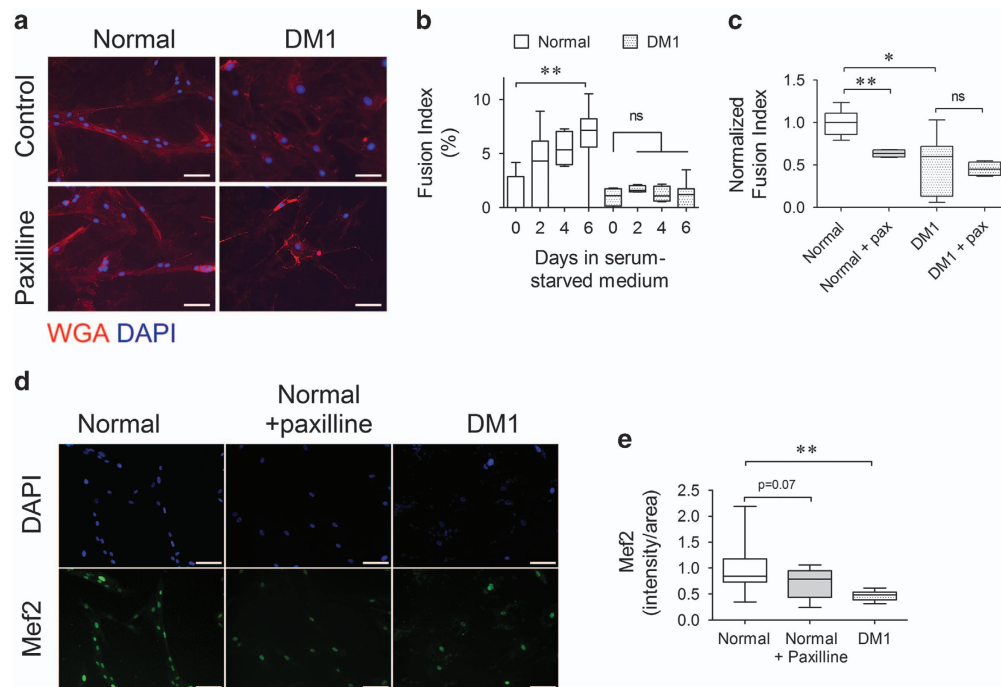 a
Normal DM1
Control
Paxilline
WGA DAPI
b
Normal DM1
Fusion Index
(%)
10
5
0
**
ns
0 2 4 6 0 2 4 6
Days in serum-
starved medium
c
Normalized
Fusion Index
1.5
1.0
0.5
0.0
*
**
ns
Normal
Normal + pax
DM1
DM1 + pax
d
Normal
Normal
+paxilline
DM1
DAPI
Mef2
e
Mef2
(intensity/area)
2.5
2.0
1.5
1.0
0.5
0.0
**
p=0.07
Normal Normal DM1
+ Paxilline